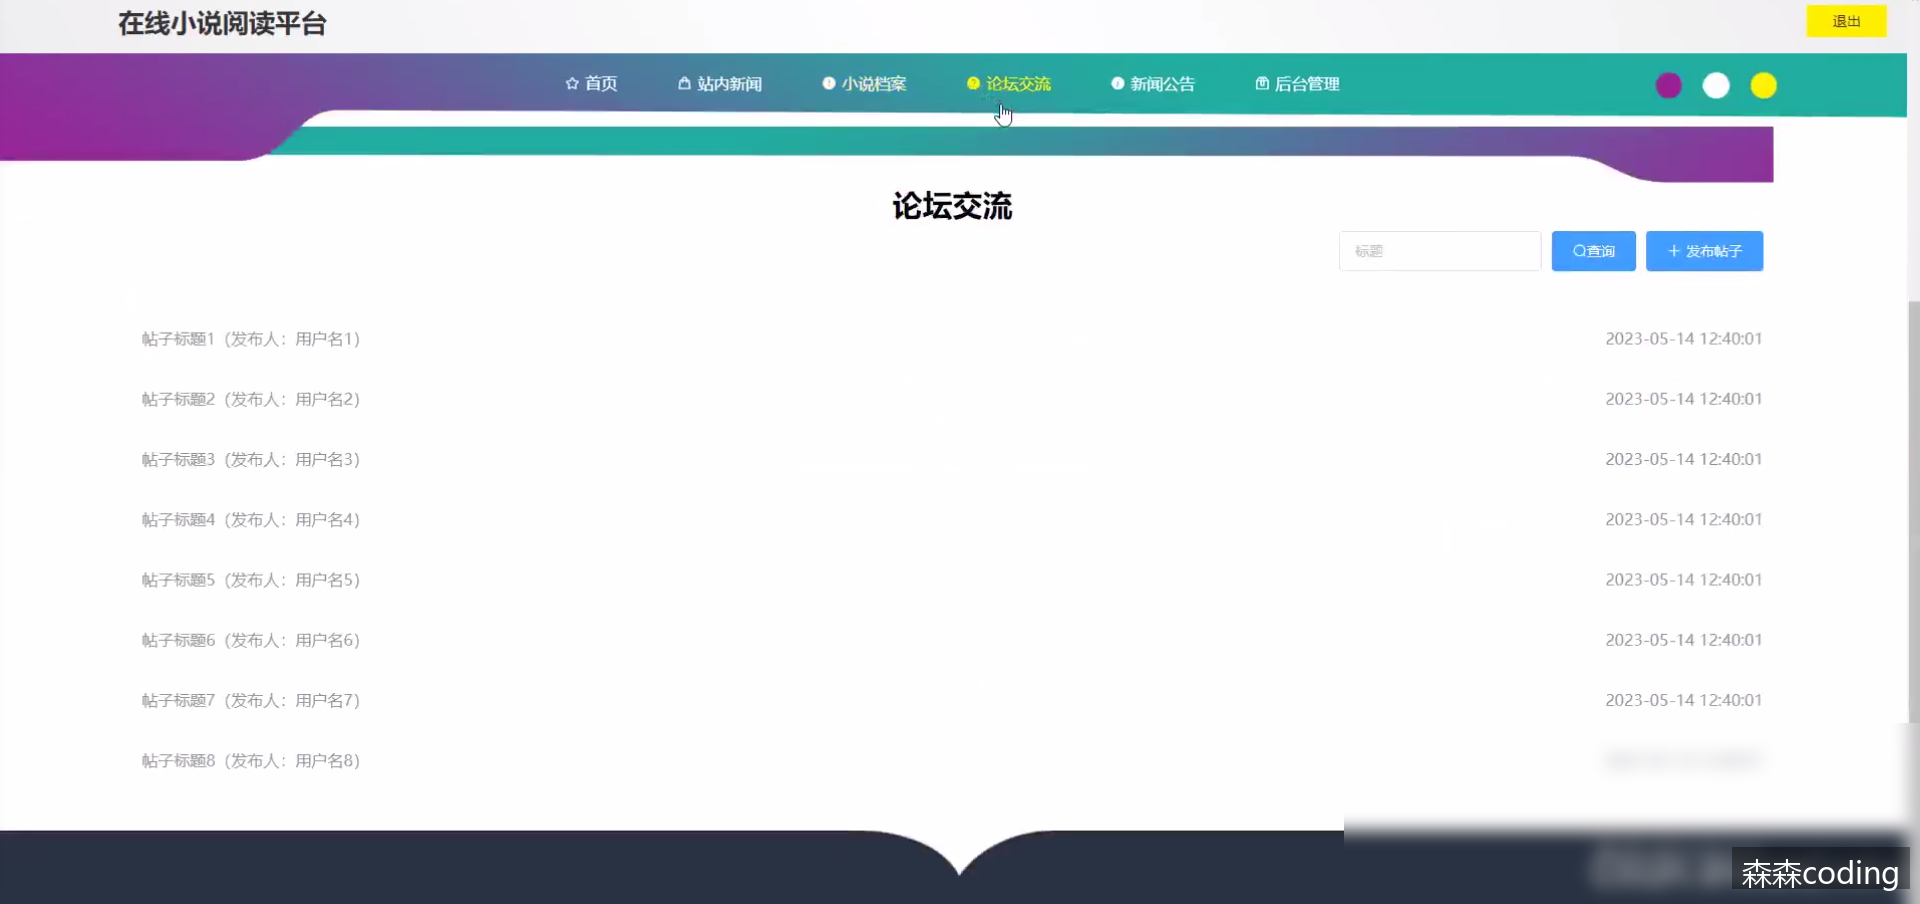 在线小说阅读平台
退出
首页 站内新闻 小说档案 论坛交流 新闻公告 后台管理
论坛交流
标题 查询 发布帖子
帖子标题1（发布人：用户名1） 2023-05-14 12:40:01
帖子标题2（发布人：用户名2） 2023-05-14 12:40:01
帖子标题3（发布人：用户名3） 2023-05-14 12:40:01
帖子标题4（发布人：用户名4） 2023-05-14 12:40:01
帖子标题5（发布人：用户名5） 2023-05-14 12:40:01
帖子标题6（发布人：用户名6） 2023-05-14 12:40:01
帖子标题7（发布人：用户名7） 2023-05-14 12:40:01
帖子标题8（发布人：用户名8）
森森coding